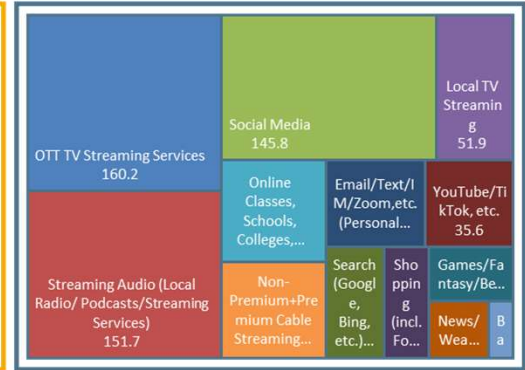 OTT TV Streaming Services
160.2
Streaming Audio (Local
Radio/ Podcasts/Streaming
Services)
151.7
Social Media
145.8
Local TV
Streamin
g
51.9
Online
Classes,
Schools,
Colleges,...
Email/Text/I
M/Zoom,etc.
(Personal...
YouTube/Ti
kTok, etc.
35.6
Non-
Premium+Pre
mium Cable
Streaming...
Search
(Googl
e,
Bing,
etc.)...
Sho
ppin
g
(incl.
Fo...
Games/Fa
ntasy/Be...
News/
Wea...
B
a